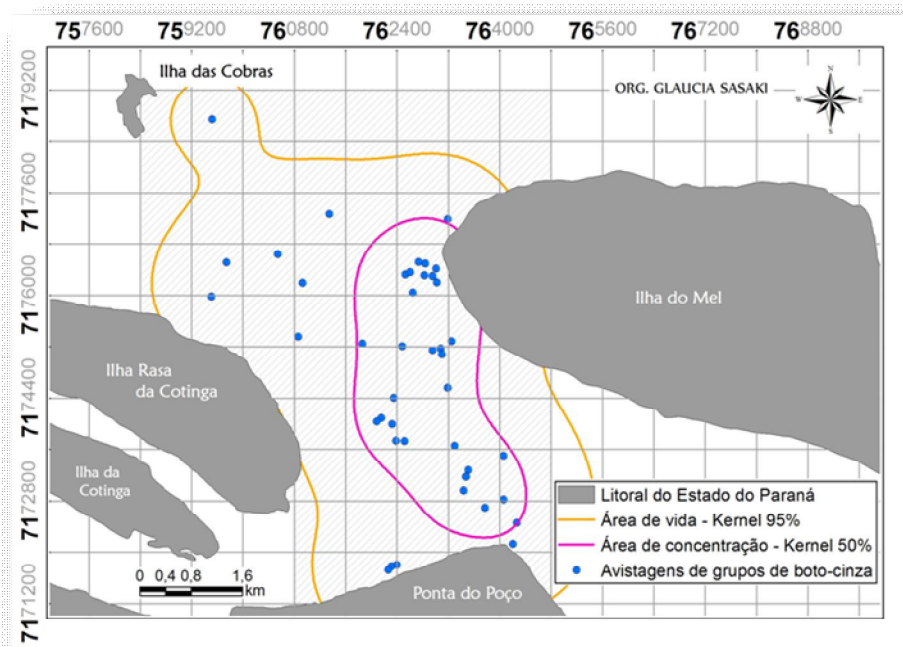 757600 759200 760800 762400 764000 765600 767200 768800
7179200
7177600
7176000
7174400
7172800
7171200
Ilha das Cobras
ORG. GLAUCIA SASAKI
N
W E
S
Ilha do Mel
Ilha Rasa
da Cotinga
Ilha da
Cotinga
Litoral do Estado do Paraná
Área de vida - Kernel 95%
Área de concentração - Kernel 50%
Avistagens de grupos de boto-cinza
0 0,4 0,8 1,6
km
Ponta do Poço